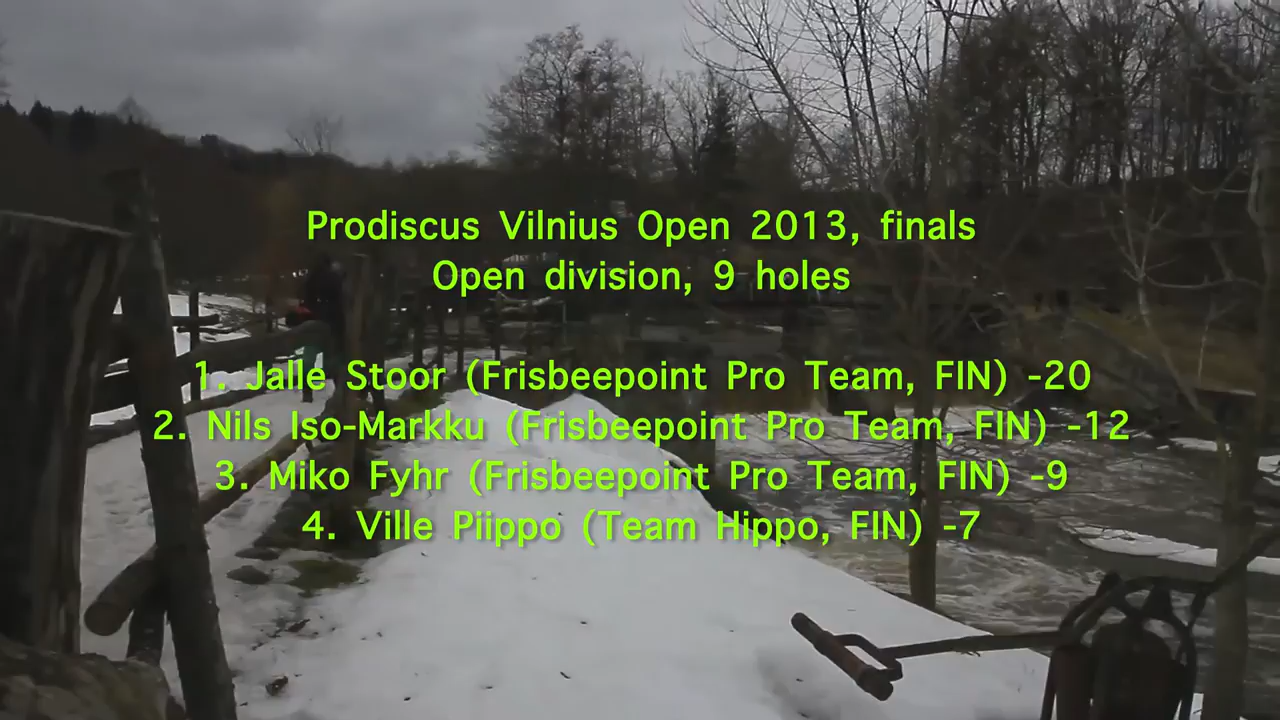 Prodiscus Vilnius Open 2013, finals
Open division, 9 holes
1. Jalle Stoor (Frisbeepoint Pro Team, FIN) -20
2. Nils Iso-Markku (Frisbeepoint Pro Team, FIN) -12
3. Miko Fyhr (Frisbeepoint Pro Team, FIN) -9
4. Ville Piippo (Team Hippo, FIN) -7